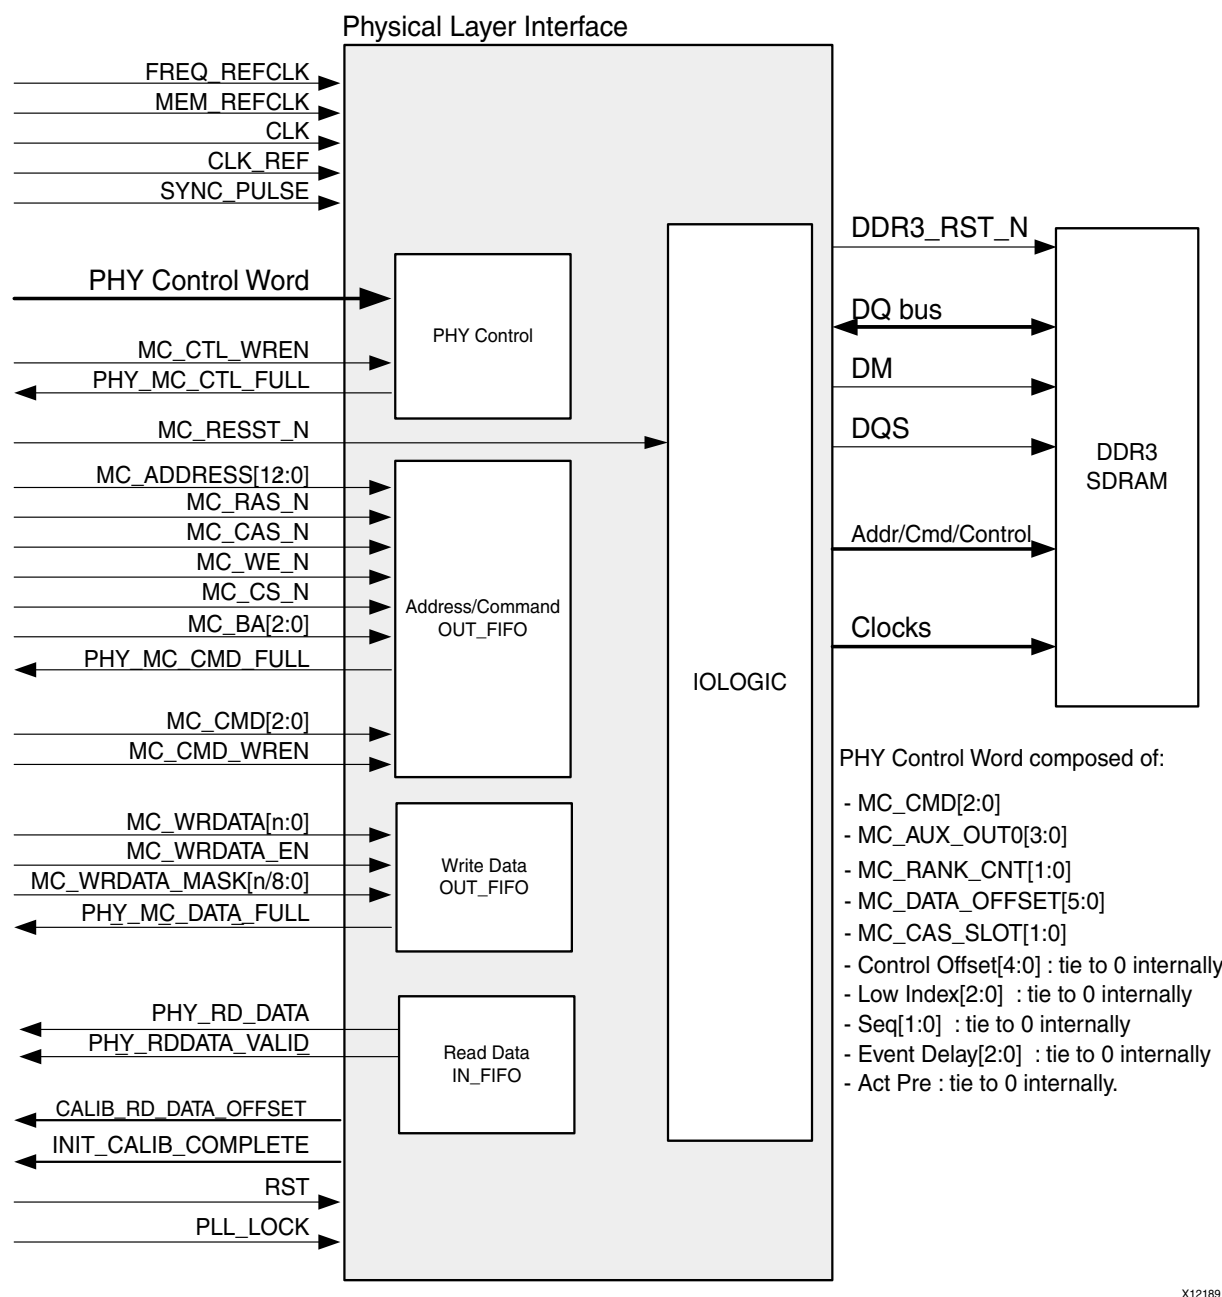 Physical Layer Interface
FREQ_REFCLK
MEM_REFCLK
CLK
CLK_REF
SYNC_PULSE
PHY Control Word
MC_CTL_WREN
PHY_MC_CTL_FULL
PHY Control
MC_RESST_N
MC_ADDRESS[12:0]
MC_RAS_N
MC_CAS_N
MC_WE_N
MC_CS_N
MC_BA[2:0]
PHY_MC_CMD_FULL
MC_CMD[2:0]
MC_CMD_WREN
Address/Command
OUT_FIFO
MC_WRDATA[n:0]
MC_WRDATA_EN
MC_WRDATA_MASK[n/8:0]
PHY_MC_DATA_FULL
Write Data
OUT_FIFO
PHY_RD_DATA
PHY_RDDATA_VALID
Read Data
IN_FIFO
CALIB_RD_DATA_OFFSET
INIT_CALIB_COMPLETE
RST
PLL_LOCK
IOLOGIC
DDR3_RST_N
DQ bus
DM
DQS
Addr/Cmd/Control
Clocks
DDR3
SDRAM
PHY Control Word composed of:
- MC_CMD[2:0]
- MC_AUX_OUT0[3:0]
- MC_RANK_CNT[1:0]
- MC_DATA_OFFSET[5:0]
- MC_CAS_SLOT[1:0]
- Control Offset[4:0] : tie to 0 internally
- Low Index[2:0] : tie to 0 internally
- Seq[1:0] : tie to 0 internally
- Event Delay[2:0] : tie to 0 internally
- Act Pre : tie to 0 internally.
X12189